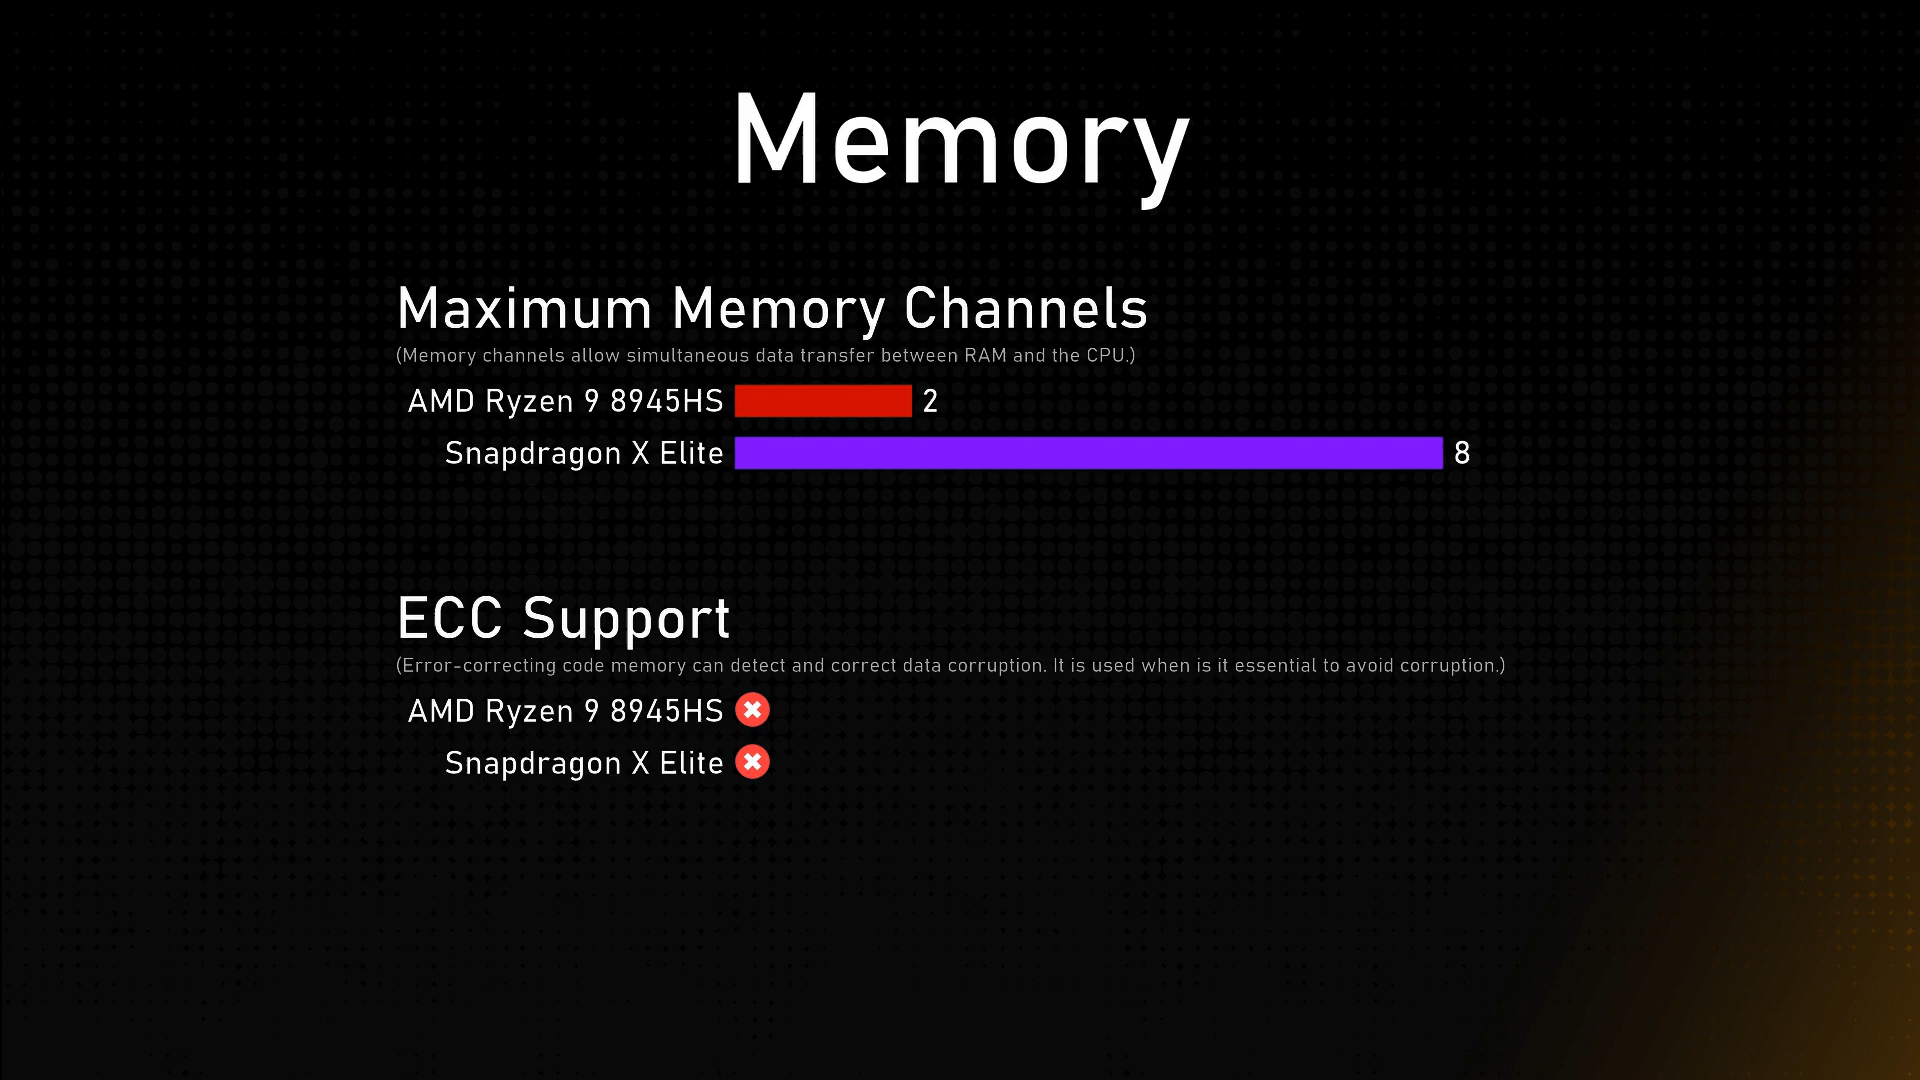 Memory
Maximum Memory Channels
(Memory channels allow simultaneous data transfer between RAM and the CPU.)
AMD Ryzen 9 8945HS 2
Snapdragon X Elite 8
ECC Support
(Error-correcting code memory can detect and correct data corruption. It is used when is it essential to avoid corruption.)
AMD Ryzen 9 8945HS
Snapdragon X Elite